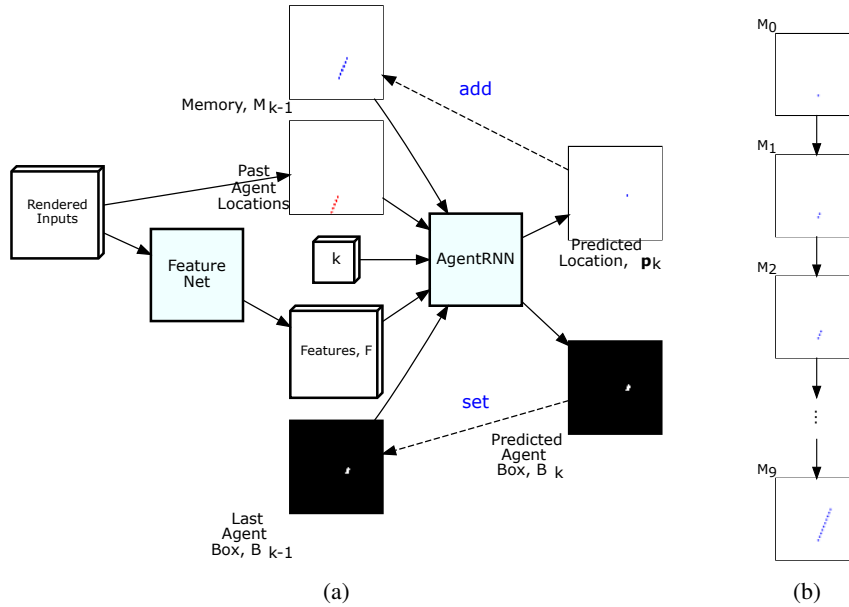 add
Memory, M k-1
Past
Agent
Locations
Rendered
Inputs
k
AgentRNN
Feature
Net
Predicted
Location, pk
Features, F
set
Predicted
Agent
Box, B k
Last
Agent
Box, B k-1
(a)
M0
M1
M2
...
M9
(b)